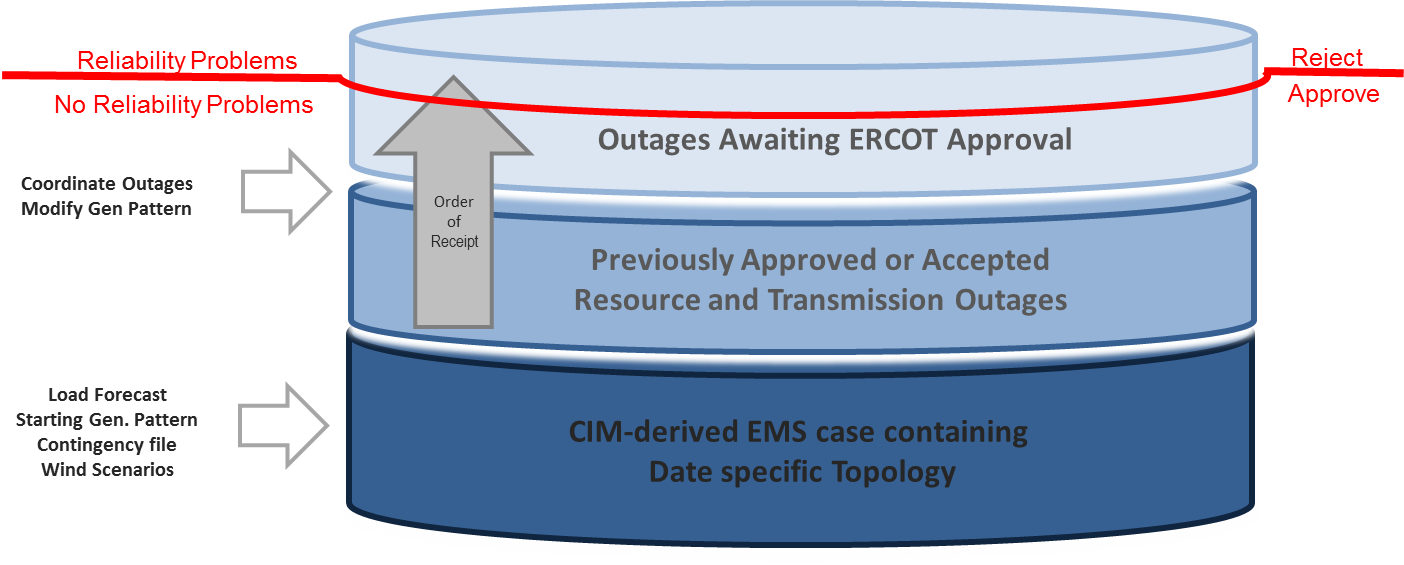 Reliability Problems
No Reliability Problems
Reject
Approve
Outages Awaiting ERCOT Approval
Coordinate Outages
Modify Gen Pattern
Order
of
Receipt
Previously Approved or Accepted
Resource and Transmission Outages
Load Forecast
Starting Gen. Pattern
Contingency file
Wind Scenarios
CIM-derived EMS case containing
Date specific Topology